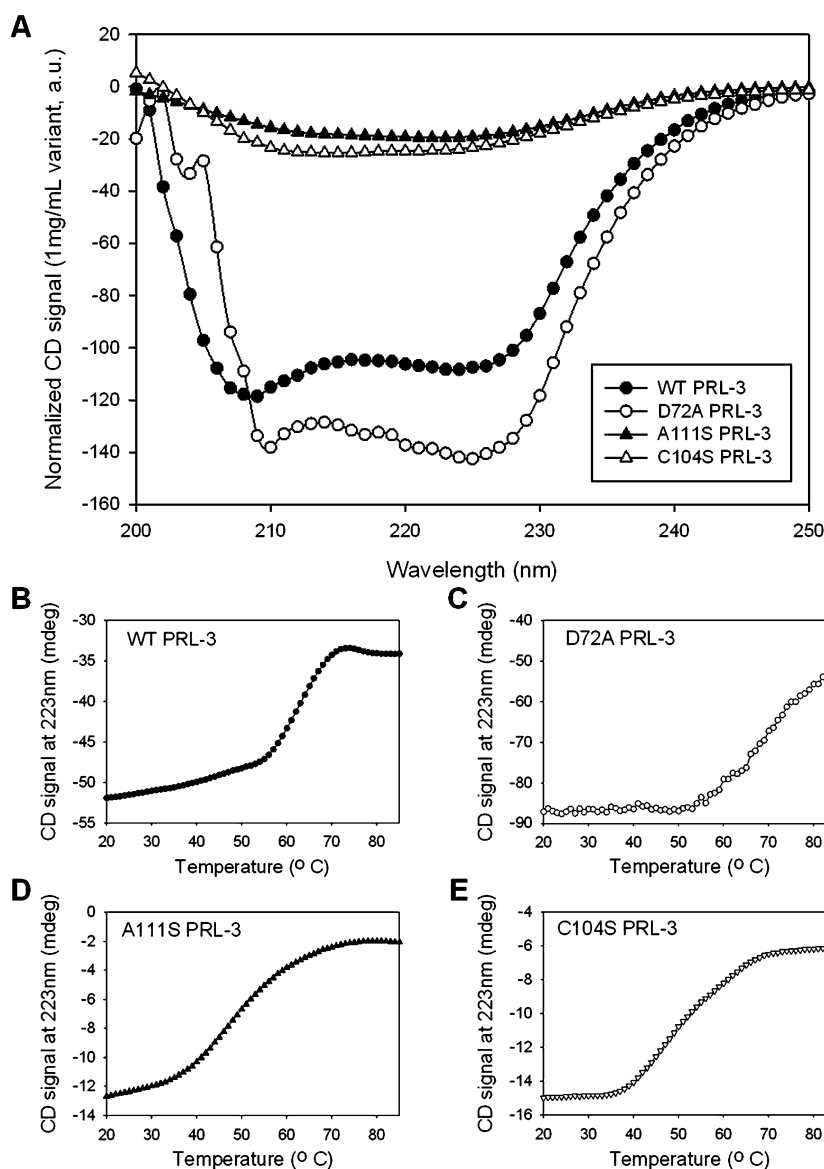 A
Normalized CD signal (1mg/mL variant, a.u.)
20
0
-20
-40
-60
-80
-100
-120
-140
-160
200
210
220
230
240
250
Wavelength (nm)
WT PRL-3
D72A PRL-3
A111S PRL-3
C104S PRL-3
B
CD signal at 223nm (mdeg)
-30
-35
-40
-45
-50
-55
WT PRL-3
20 30 40 50 60 70 80
Temperature (º C)
C
CD signal at 223nm (mdeg)
-40
-50
-60
-70
-80
-90
D72A PRL-3
20 30 40 50 60 70 80
Temperature (º C)
D
CD signal at 223nm (mdeg)
0
-2
-4
-6
-8
-10
-12
-14
A111S PRL-3
20 30 40 50 60 70 80
Temperature (º C)
E
CD signal at 223nm (mdeg)
-4
-6
-8
-10
-12
-14
-16
C104S PRL-3
20 30 40 50 60 70 80
Temperature (º C)